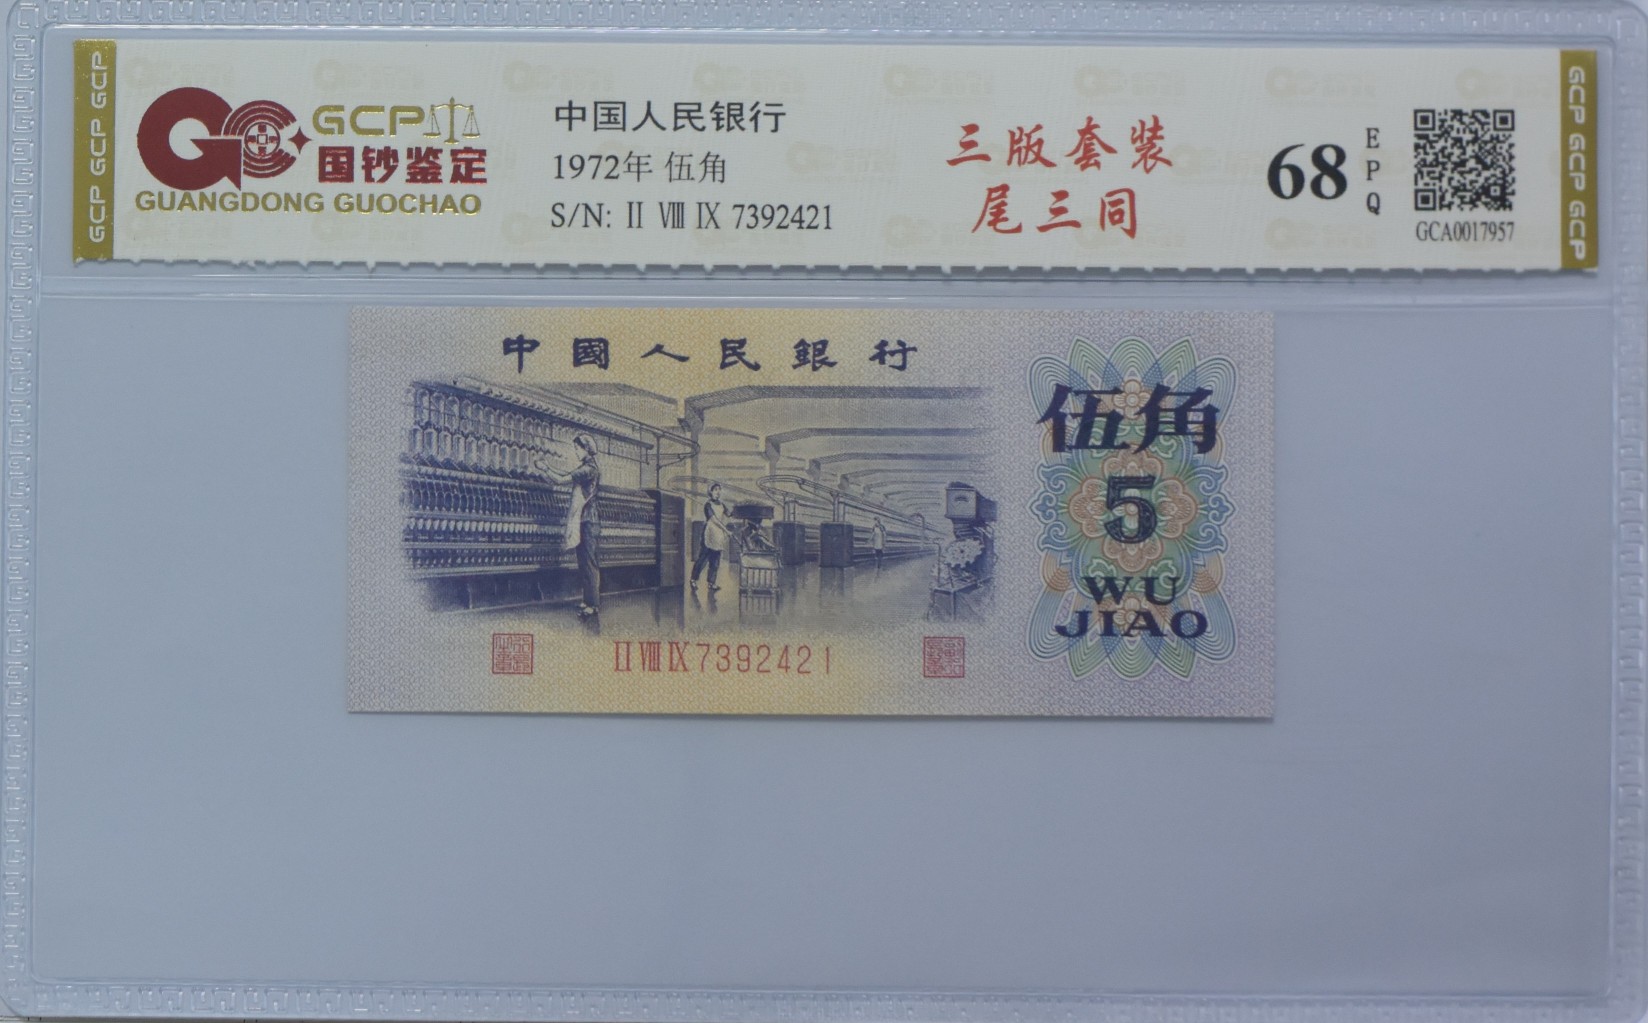 GCP GCP GCP
GCP
国钞鉴定
GUANGDONG GUOCHAO
中国人民银行
1972年 伍角
S/N: II VIII IX 7392421
三版套装
尾三同
68
EPQ
GCA0017957
GCP GCP GCP
中國人民銀行
伍角
5
WU
JIAO
II VIII IX 7392421